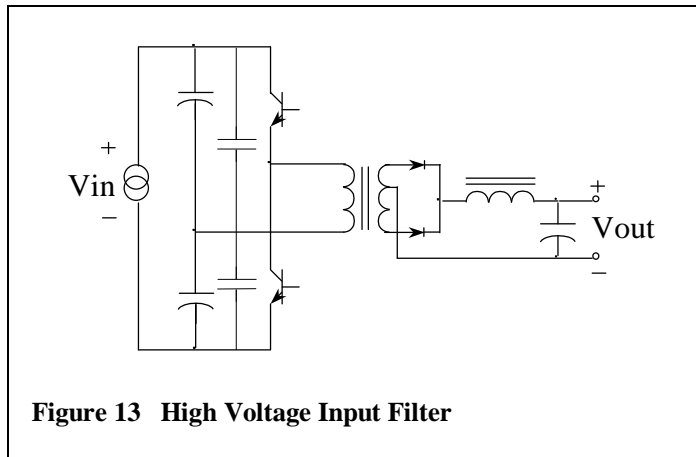 +
Vin
−
+
Vout
−
Figure 13 High Voltage Input Filter